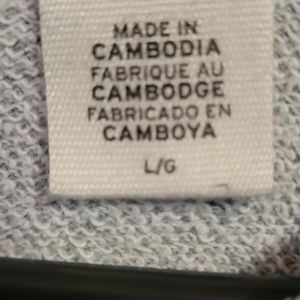 MADE IN
CAMBODIA
FABRIQUE AU
CAMBODGE
FABRICADO EN
CAMBOYA
L/G